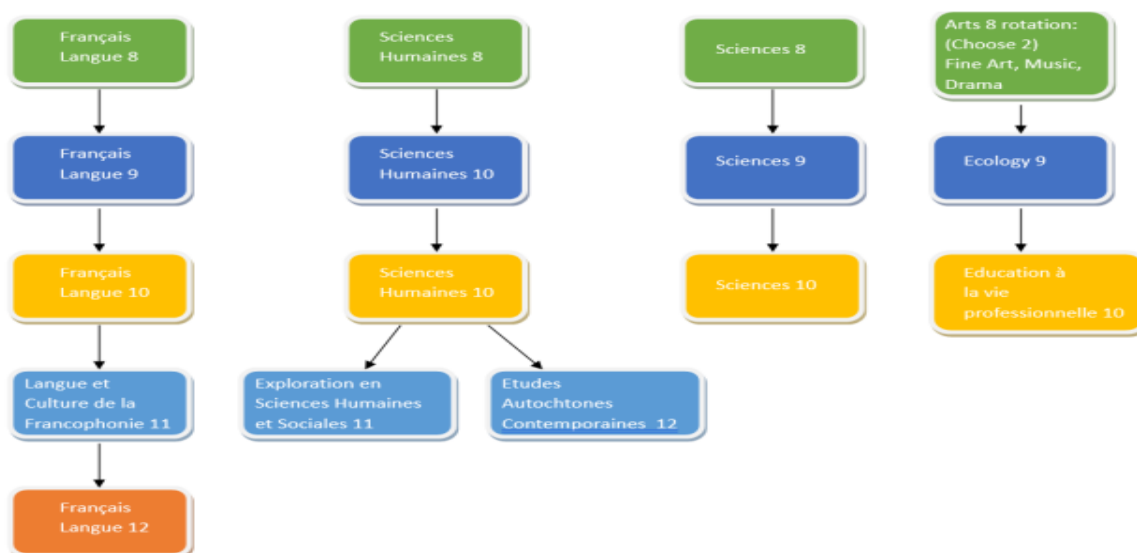 Français
Langue 8
Sciences
Humaines 8
Sciences 8
Arts 8 rotation:
(Choose 2)
Fine Art, Music,
Drama
Français
Langue 9
Sciences
Humaines 10
Sciences 9
Ecology 9
Français
Langue 10
Sciences
Humaines 10
Sciences 10
Education à
la vie
professionnelle 10
Langue et
Culture de la
Francophonie 11
Exploration en
Sciences Humaines
et Sociales 11
Etudes
Autochtones
Contemporaines 12
Français
Langue 12